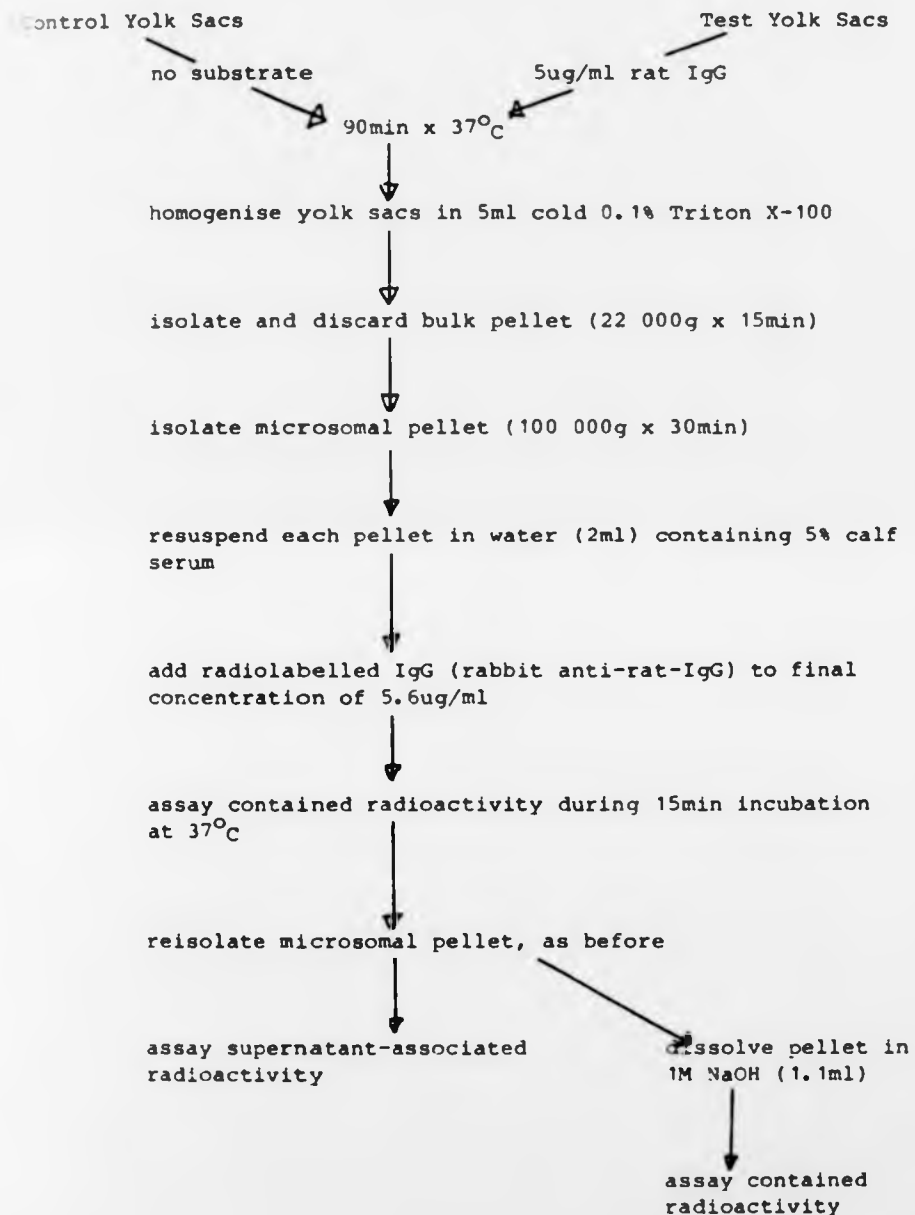 Control Yolk Sacs Test Yolk Sacs
no substrate 5ug/ml rat IgG
90min x 37°C
homogenise yolk sacs in 5ml cold 0.1% Triton X-100
isolate and discard bulk pellet (22 000g x 15min)
isolate microsomal pellet (100 000g x 30min)
resuspend each pellet in water (2ml) containing 5% calf
serum
add radiolabelled IgG (rabbit anti-rat-IgG) to final
concentration of 5.6ug/ml
assay contained radioactivity during 15min incubation
at 37°C
reisolate microsomal pellet, as before
assay supernatant-associated
radioactivity
dissolve pellet in
1M NaOH (1.1ml)
assay contained
radioactivity